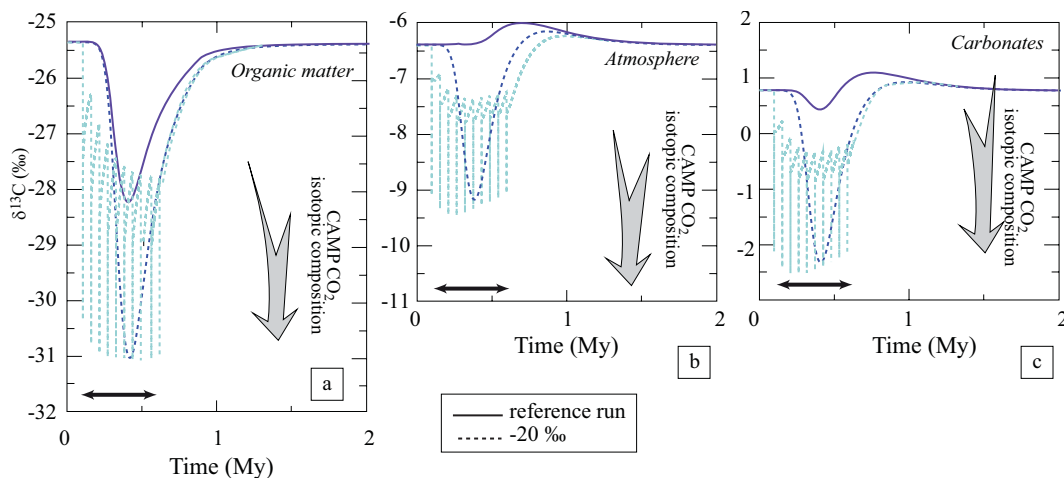 δ13C (‰)
-25
-26
-27
-28
-29
-30
-31
-32
Organic matter
CAMP CO2
isotopic composition
a
0
1
2
Time (My)
-6
-7
-8
-9
-10
-11
Atmosphere
CAMP CO2
isotopic composition
0
1
2
Time (My)
b
2
1
0
-1
-2
Carbonates
CAMP CO2
isotopic composition
0
1
2
Time (My)
c
reference run
-20 ‰